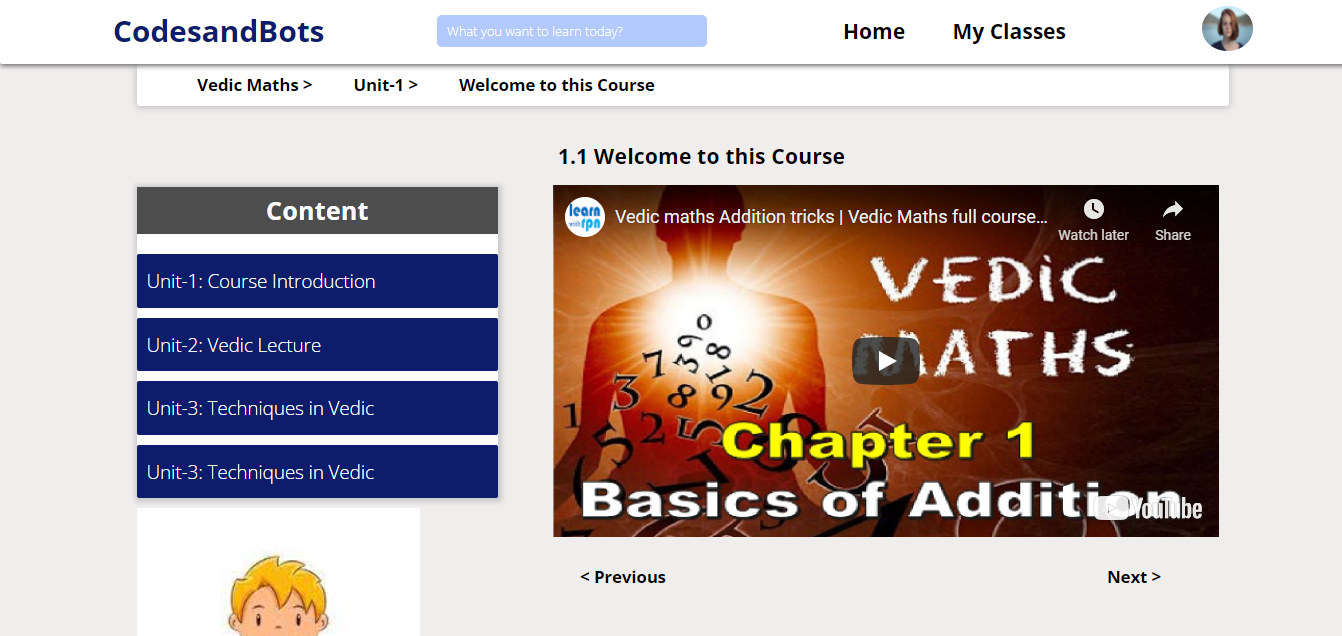 CodesandBots
What you want to learn today?
Home
My Classes
Vedic Maths >
Unit-1 >
Welcome to this Course
1.1 Welcome to this Course
Content
Unit-1: Course Introduction
Unit-2: Vedic Lecture
Unit-3: Techniques in Vedic
Unit-3: Techniques in Vedic
learn
with rpn
Vedic maths Addition tricks | Vedic Maths full course...
Watch later
Share
VEDIC
MATHS
Chapter 1
Basics of Addition
YouTube
< Previous
Next >